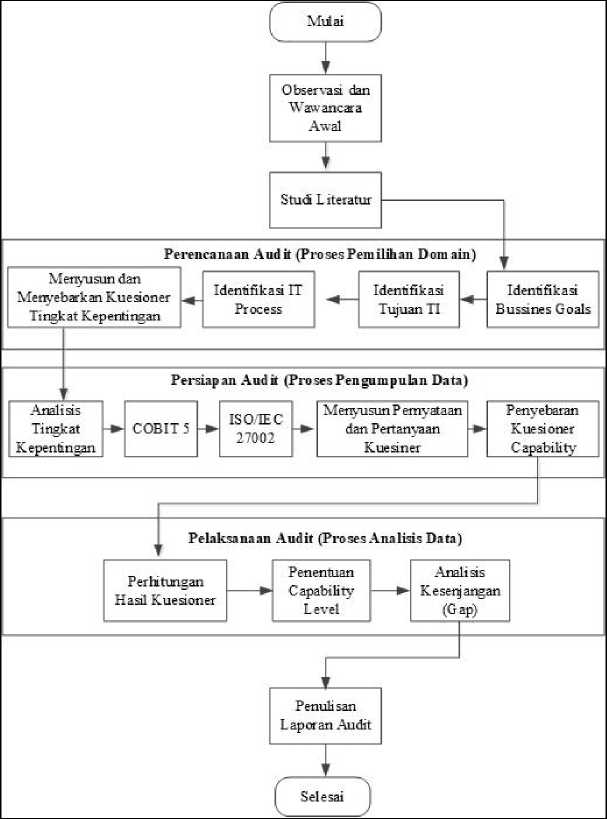 Mulai
Observasi dan
Wawancara
Awal
Studi Literatur
Perencanaan Audit (Proses Pemilihan Domain)
Identifikasi
Bussines Goals
Identifikasi
Tujuan TI
Identifikasi IT
Process
Menyusun dan
Menyebarkan Kuesioner
Tingkat Kepentingan
Persiapan Audit (Proses Pengumpulan Data)
Analisis
Tingkat
Kepentingan
COBIT 5
ISO/IEC
27002
Menyusun Pernyataan
dan Pertanyaan
Kuesiner
Penyebaran
Kuesioner
Capability
Pelaksanaan Audit (Proses Analisis Data)
Perhitungan
Hasil Kuesioner
Penentuan
Capability
Level
Analisis
Kesenjangan
(Gap)
Penulisan
Laporan Audit
Selesai